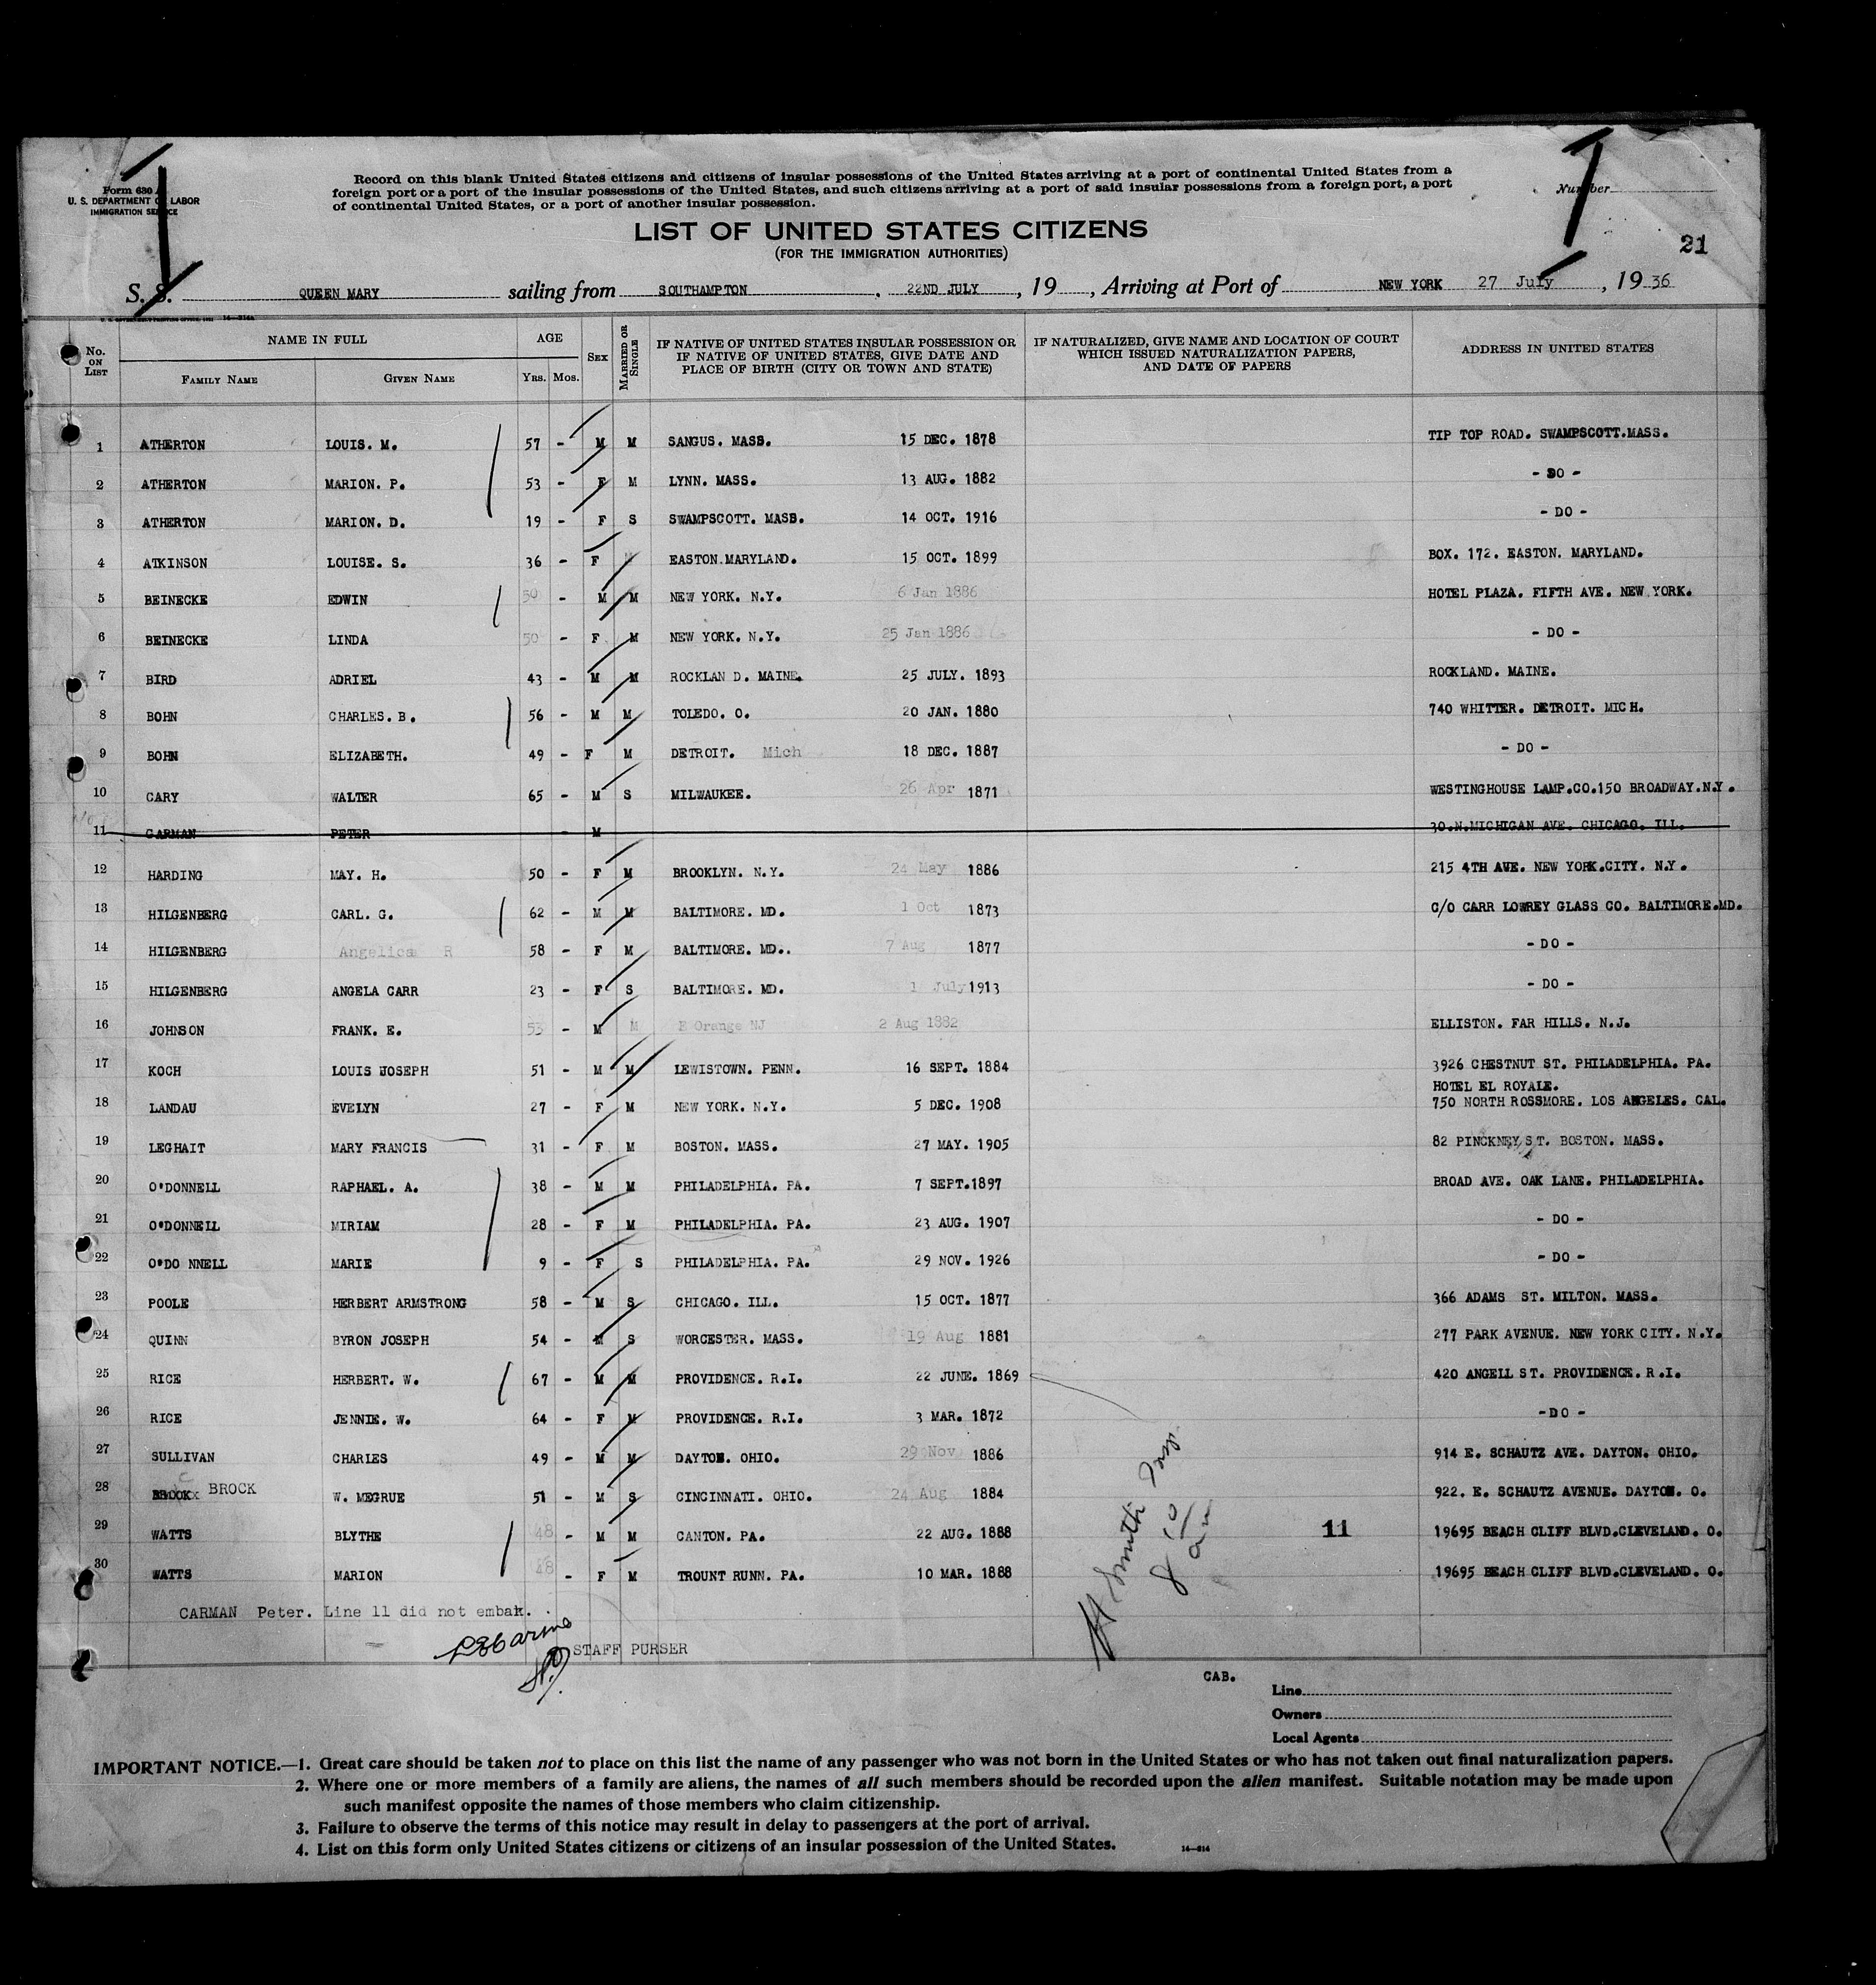 Form 630
U. S. DEPARTMENT OF LABOR
IMMIGRATION SERVICE
Record on this blank United States citizens and citizens of insular possessions of the United States arriving at a port of continental United States from a
foreign port or a port of the insular possessions of the United States, and such citizens arriving at a port of said insular possessions from a foreign port, a port
of continental United States, or a port of another insular possession.
Number
LIST OF UNITED STATES CITIZENS
(FOR THE IMMIGRATION AUTHORITIES)
21
S. S. QUEEN MARY sailing from SOUTHAMPTON, 22ND JULY, 19, Arriving at Port of NEW YORK 27 July, 1936
No. ON LIST NAME IN FULL FAMILY NAME GIVEN NAME AGE YRS. MOS. SEX MARRIED OR SINGLE IF NATIVE OF UNITED STATES INSULAR POSSESSION OR IF NATIVE OF UNITED STATES, GIVE DATE AND PLACE OF BIRTH (CITY OR TOWN AND STATE) IF NATURALIZED, GIVE NAME AND LOCATION OF COURT WHICH ISSUED NATURALIZATION PAPERS, AND DATE OF PAPERS ADDRESS IN UNITED STATES
1 ATHERTON LOUIS. M. 57 - M M SANGUS. MASS. 15 DEC. 1878 TIP TOP ROAD. SWAMPSCOTT.MASS.
2 ATHERTON MARION. P. 53 - F M LYNN. MASS. 13 AUG. 1882 - DO -
3 ATHERTON MARION. D. 19 - F S SWAMPSCOTT. MASS. 14 OCT. 1916 - DO -
4 ATKINSON LOUISE. S. 36 - F EASTON.MARYLAND. 15 OCT. 1899 BOX. 172. EASTON. MARYLAND.
5 BEINECKE EDWIN 50 - M M NEW YORK. N.Y. 6 Jan 1886 HOTEL PLAZA. FIFTH AVE. NEW YORK.
6 BEINECKE LINDA 50 - F M NEW YORK. N.Y. 25 Jan 1886 - DO -
7 BIRD ADRIEL 43 - M M ROCKLAN D. MAINE. 25 JULY. 1893 ROCKLAND. MAINE.
8 BOHN CHARLES. B. 56 - M M TOLEDO. O. 20 JAN. 1880 740 WHITTER. DETROIT. MICH.
9 BOHN ELIZABETH. 49 - F M DETROIT. Mich 18 DEC. 1887 - DO -
10 CARY WALTER 65 - M S MILWAUKEE. 26 Apr 1871 WESTINGHOUSE LAMP.CO.150 BROADWAY.N.Y.
11 CARMAN PETER - M 30.N.MICHIGAN AVE. CHICAGO. ILL.
12 HARDING MAY. H. 50 - F M BROOKLYN. N.Y. 24 May 1886 215 4TH AVE. NEW YORK.CITY. N.Y.
13 HILGENBERG CARL. G. 62 - M M BALTIMORE. MD. 1 Oct 1873 C/O CARR LOWREY GLASS CO. BALTIMORE.MD.
14 HILGENBERG Angelica R 58 - F M BALTIMORE. MD.. 7 Aug 1877 - DO -
15 HILGENBERG ANGELA CARR 23 - F S BALTIMORE. MD. 1 July 1913 - DO -
16 JOHNSON FRANK. E. 53 - M M E Orange NJ 2 Aug 1882 ELLISTON. FAR HILLS. N.J.
17 KOCH LOUIS JOSEPH 51 - M M LEWISTOWN. PENN. 16 SEPT. 1884 3926 CHESTNUT ST. PHILADELPHIA. PA.
HOTEL EL ROYALE.
18 LANDAU EVELYN 27 - F M NEW YORK. N.Y. 5 DEC. 1908 750 NORTH ROSSMORE. LOS ANGELES. CAL.
19 LEGHAIT MARY FRANCIS 31 - F M BOSTON. MASS. 27 MAY. 1905 82 PINCKNEY ST. BOSTON. MASS.
20 O'DONNELL RAPHAEL. A. 38 - M M PHILADELPHIA. PA. 7 SEPT.1897 BROAD AVE. OAK LANE. PHILADELPHIA.
21 O'DONNELL MIRIAM 28 - F M PHILADELPHIA. PA. 23 AUG. 1907 - DO -
22 O'DO NNELL MARIE 9 - F S PHILADELPHIA. PA. 29 NOV. 1926 - DO -
23 POOLE HERBERT ARMSTRONG 58 - M S CHICAGO. ILL. 15 OCT. 1877 366 ADAMS ST. MILTON. MASS.
24 QUINN BYRON JOSEPH 54 - M S WORCESTER. MASS. 19 Aug 1881 277 PARK AVENUE. NEW YORK CITY. N.Y.
25 RICE HERBERT. W. 67 - M M PROVIDENCE. R.I. 22 JUNE. 1869 420 ANGELL ST. PROVIDENCE. R.I.
26 RICE JENNIE. W. 64 - F M PROVIDENCE. R.I. 3 MAR. 1872 -DO -
27 SULLIVAN CHARLES 49 - M M DAYTON. OHIO. 29 Nov 1886 914 E. SCHAUTZ AVE. DAYTON. OHIO.
28 BROCK W. MEGRUE 51 - M S CINCINNATI. OHIO. 24 Aug 1884 922. E. SCHAUTZ AVENUE. DAYTON. O.
29 WATTS BLYTHE 48 - M M CANTON. PA. 22 AUG. 1888 19695 BEACH CLIFF BLVD.CLEVELAND. O.
30 WATTS MARION 48 - F M TROUNT RUNN. PA. 10 MAR. 1888 19695 BEACH CLIFF BLVD.CLEVELAND. O.
11
CARMAN Peter. Line 11 did not embak.
STAFF PURSER
CAB.
Line
Owners
Local Agents
IMPORTANT NOTICE.—1. Great care should be taken not to place on this list the name of any passenger who was not born in the United States or who has not taken out final naturalization papers.
2. Where one or more members of a family are aliens, the names of all such members should be recorded upon the alien manifest. Suitable notation may be made upon
such manifest opposite the names of those members who claim citizenship.
3. Failure to observe the terms of this notice may result in delay to passengers at the port of arrival.
4. List on this form only United States citizens or citizens of an insular possession of the United States. 14—814